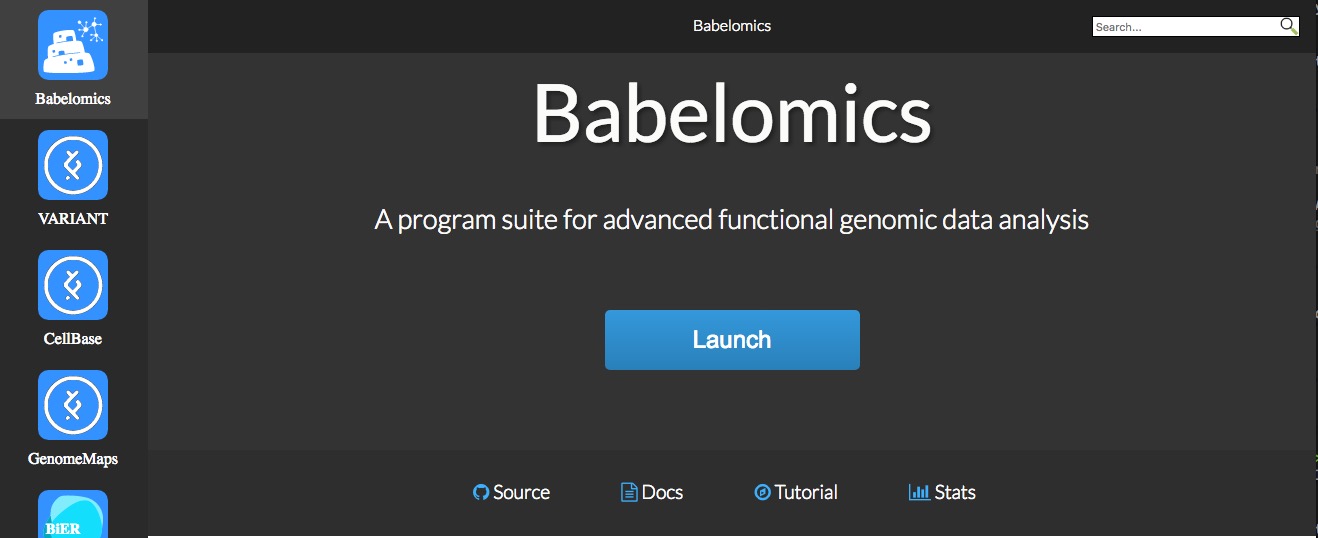 Babelomics
VARIANT
CellBase
GenomeMaps
BiER
Babelomics
Search...
Babelomics
A program suite for advanced functional genomic data analysis
Launch
Source
Docs
Tutorial
Stats